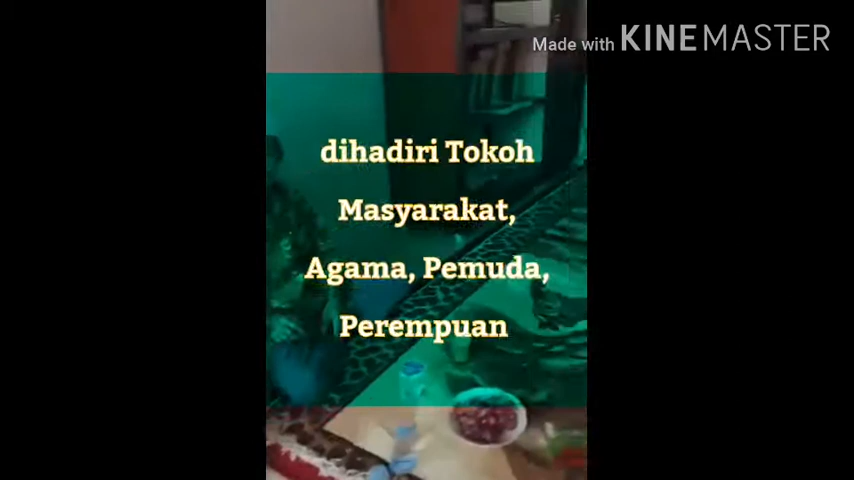 Made with KINEMASTER
dihadiri Tokoh
Masyarakat,
Agama, Pemuda,
Perempuan